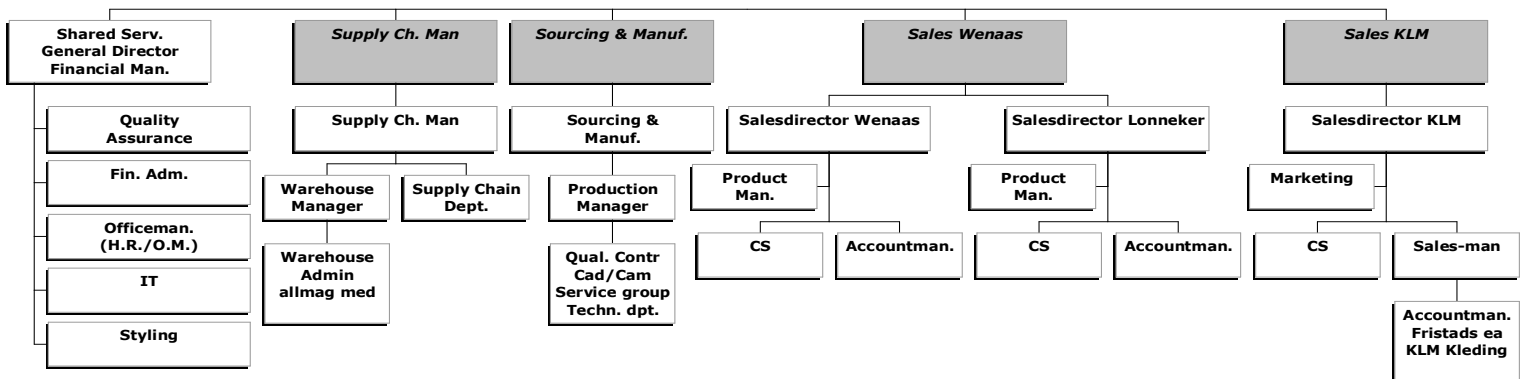 Shared Serv.
General Director
Financial Man.
Supply Ch. Man
Sourcing & Manuf.
Sales Wenaas
Sales KLM
Quality
Assurance
Fin. Adm.
Officeman.
(H.R./O.M.)
IT
Styling
Supply Ch. Man
Warehouse
Manager
Supply Chain
Dept.
Warehouse
Admin
allmag med
Sourcing &
Manuf.
Production
Manager
Qual. Contr
Cad/Cam
Service group
Techn. dpt.
Salesdirector Wenaas
Product
Man.
CS
Accountman.
Salesdirector Lonneker
Product
Man.
CS
Accountman.
Salesdirector KLM
Marketing
CS
Sales-man
Accountman.
Fristads ea
KLM Kleding